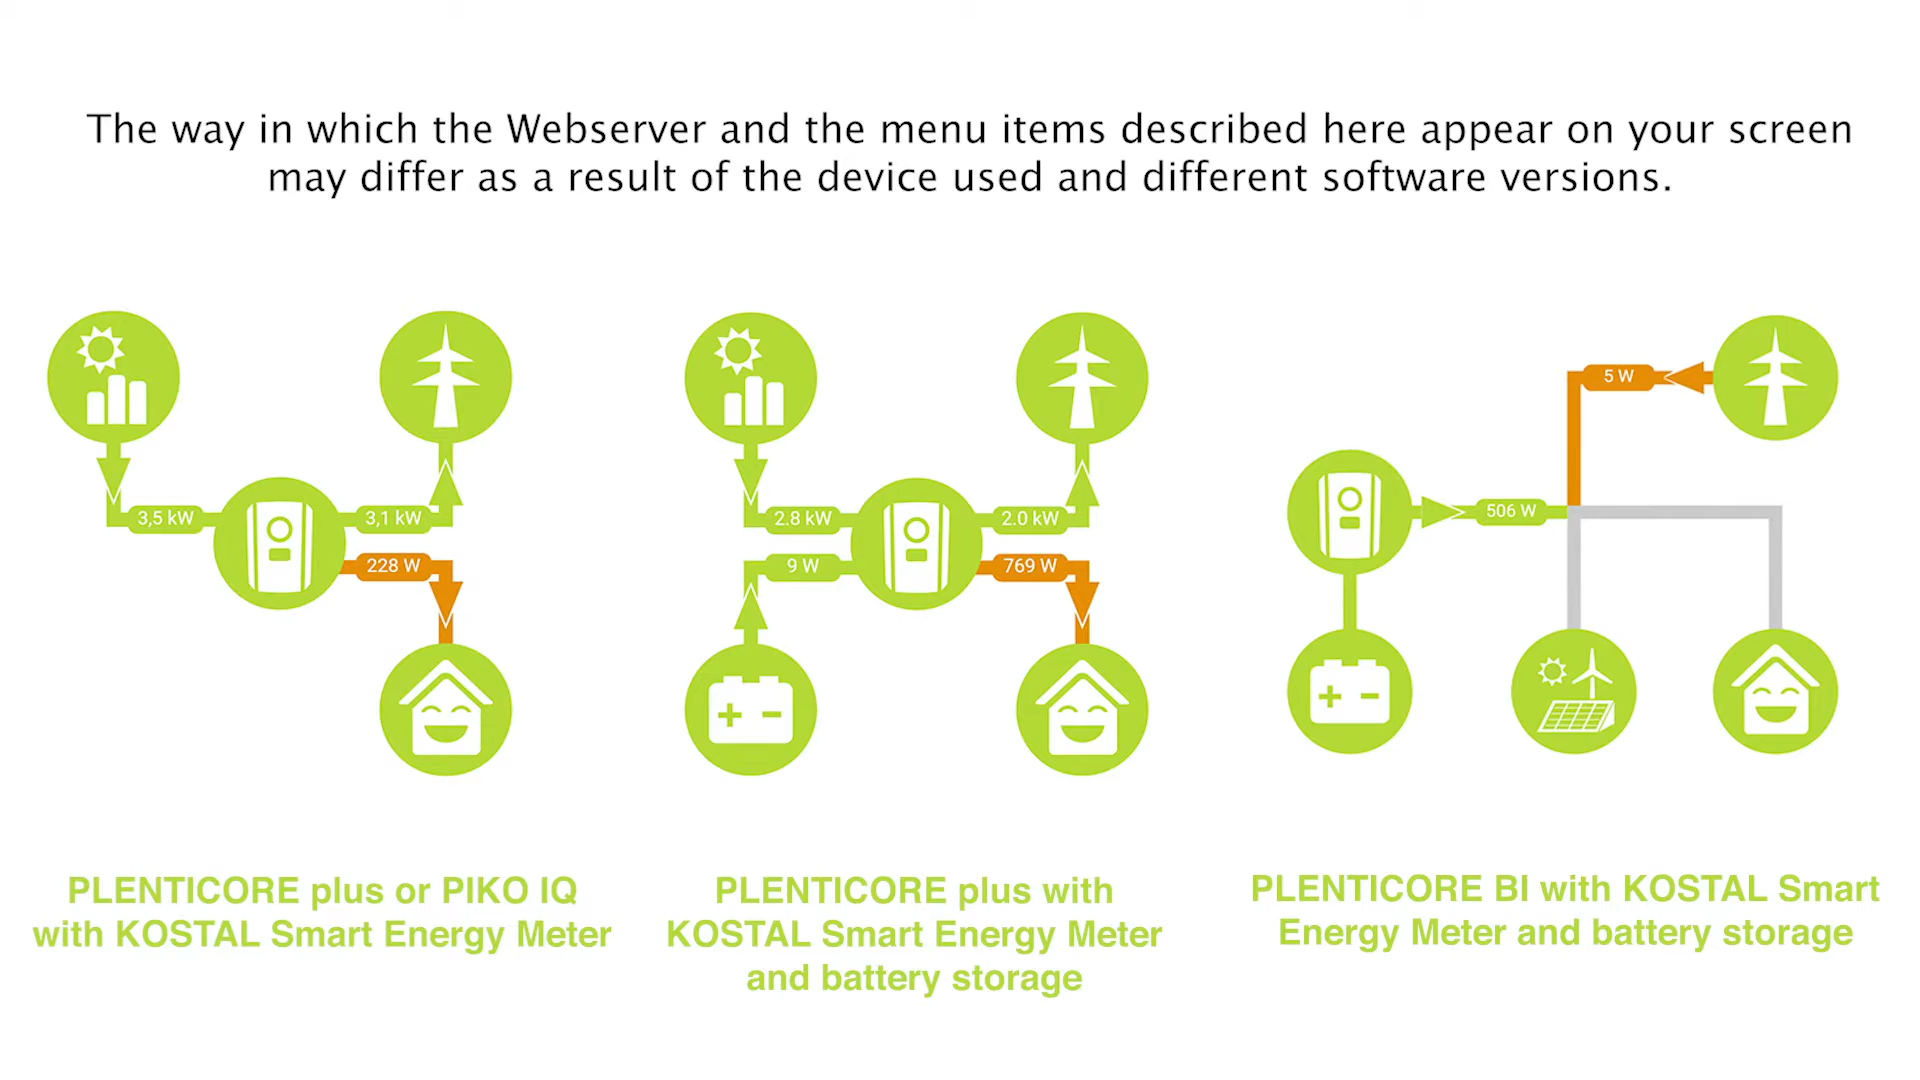 The way in which the Webserver and the menu items described here appear on your screen
may differ as a result of the device used and different software versions.
3,5 kW
3,1 kW
228 W
2.8 kW
2.0 kW
9 W
769 W
5 W
506 W
PLENTICORE plus or PIKO IQ
with KOSTAL Smart Energy Meter
PLENTICORE plus with
KOSTAL Smart Energy Meter
and battery storage
PLENTICORE BI with KOSTAL Smart
Energy Meter and battery storage